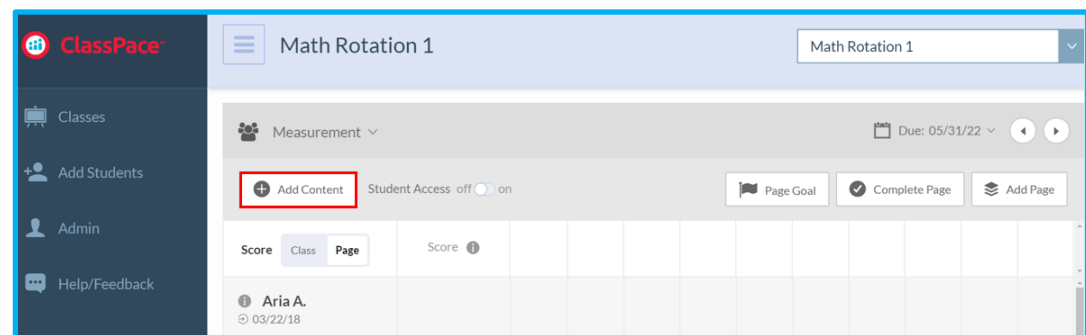 ClassPace
Math Rotation 1
Math Rotation 1
Classes
Add Students
Admin
Help/Feedback
Measurement
Due: 05/31/22
Add Content
Student Access off on
Page Goal
Complete Page
Add Page
Score Class Page
Score
Aria A.
03/22/18